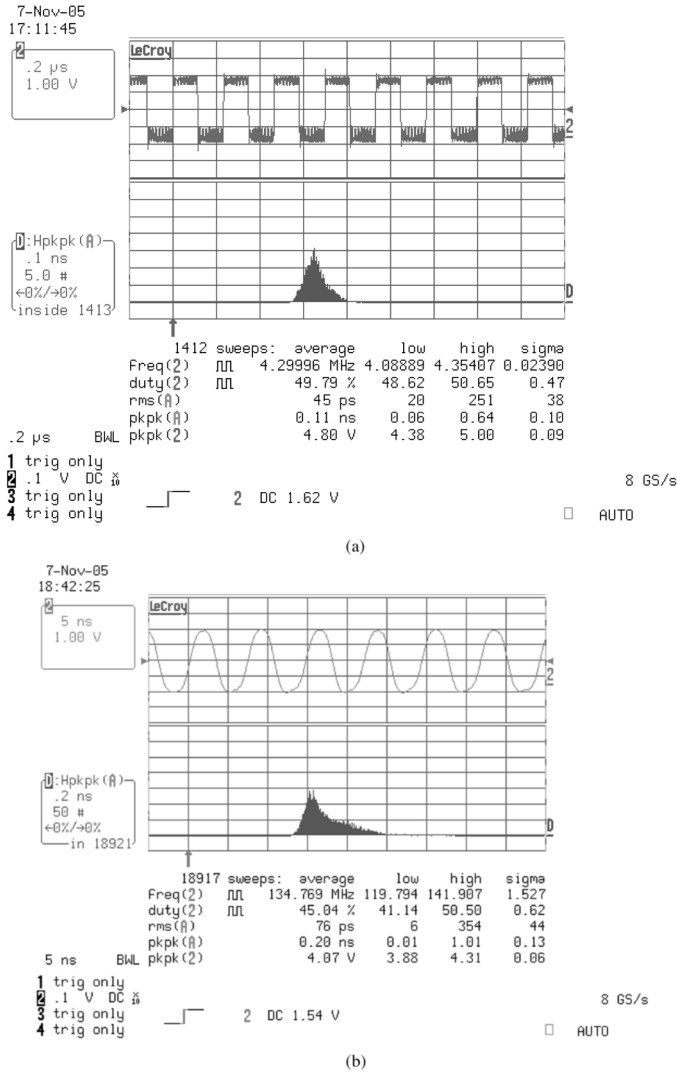 7-Nov-05
17:11:45
2
.2 µs
1.00 V
LeCroy
2
D:Hpkpk(A)
.1 ns
5.0 #
←0%/→0%
inside 1413
D
1412 sweeps: average low high sigma
Freq(2) 4.29996 MHz 4.08889 4.35407 0.02390
duty(2) 49.79 % 48.62 50.65 0.47
rms(A) 45 ps 20 251 38
pkpk(A) 0.11 ns 0.06 0.64 0.10
pkpk(2) 4.80 V 4.38 5.00 0.09
.2 µs BWL
1 trig only
2 .1 V DC X10
3 trig only
4 trig only
2 DC 1.62 V
8 GS/s
AUTO
(a)
7-Nov-05
18:42:25
2
5 ns
1.00 V
LeCroy
2
D:Hpkpk(A)
.2 ns
50 #
←0%/→0%
in 18921
D
18917 sweeps: average low high sigma
Freq(2) 134.769 MHz 119.794 141.907 1.527
duty(2) 45.04 % 41.14 50.50 0.62
rms(A) 76 ps 6 354 44
pkpk(A) 0.20 ns 0.01 1.01 0.13
pkpk(2) 4.07 V 3.88 4.31 0.06
5 ns BWL
1 trig only
2 .1 V DC X10
3 trig only
4 trig only
2 DC 1.54 V
8 GS/s
AUTO
(b)